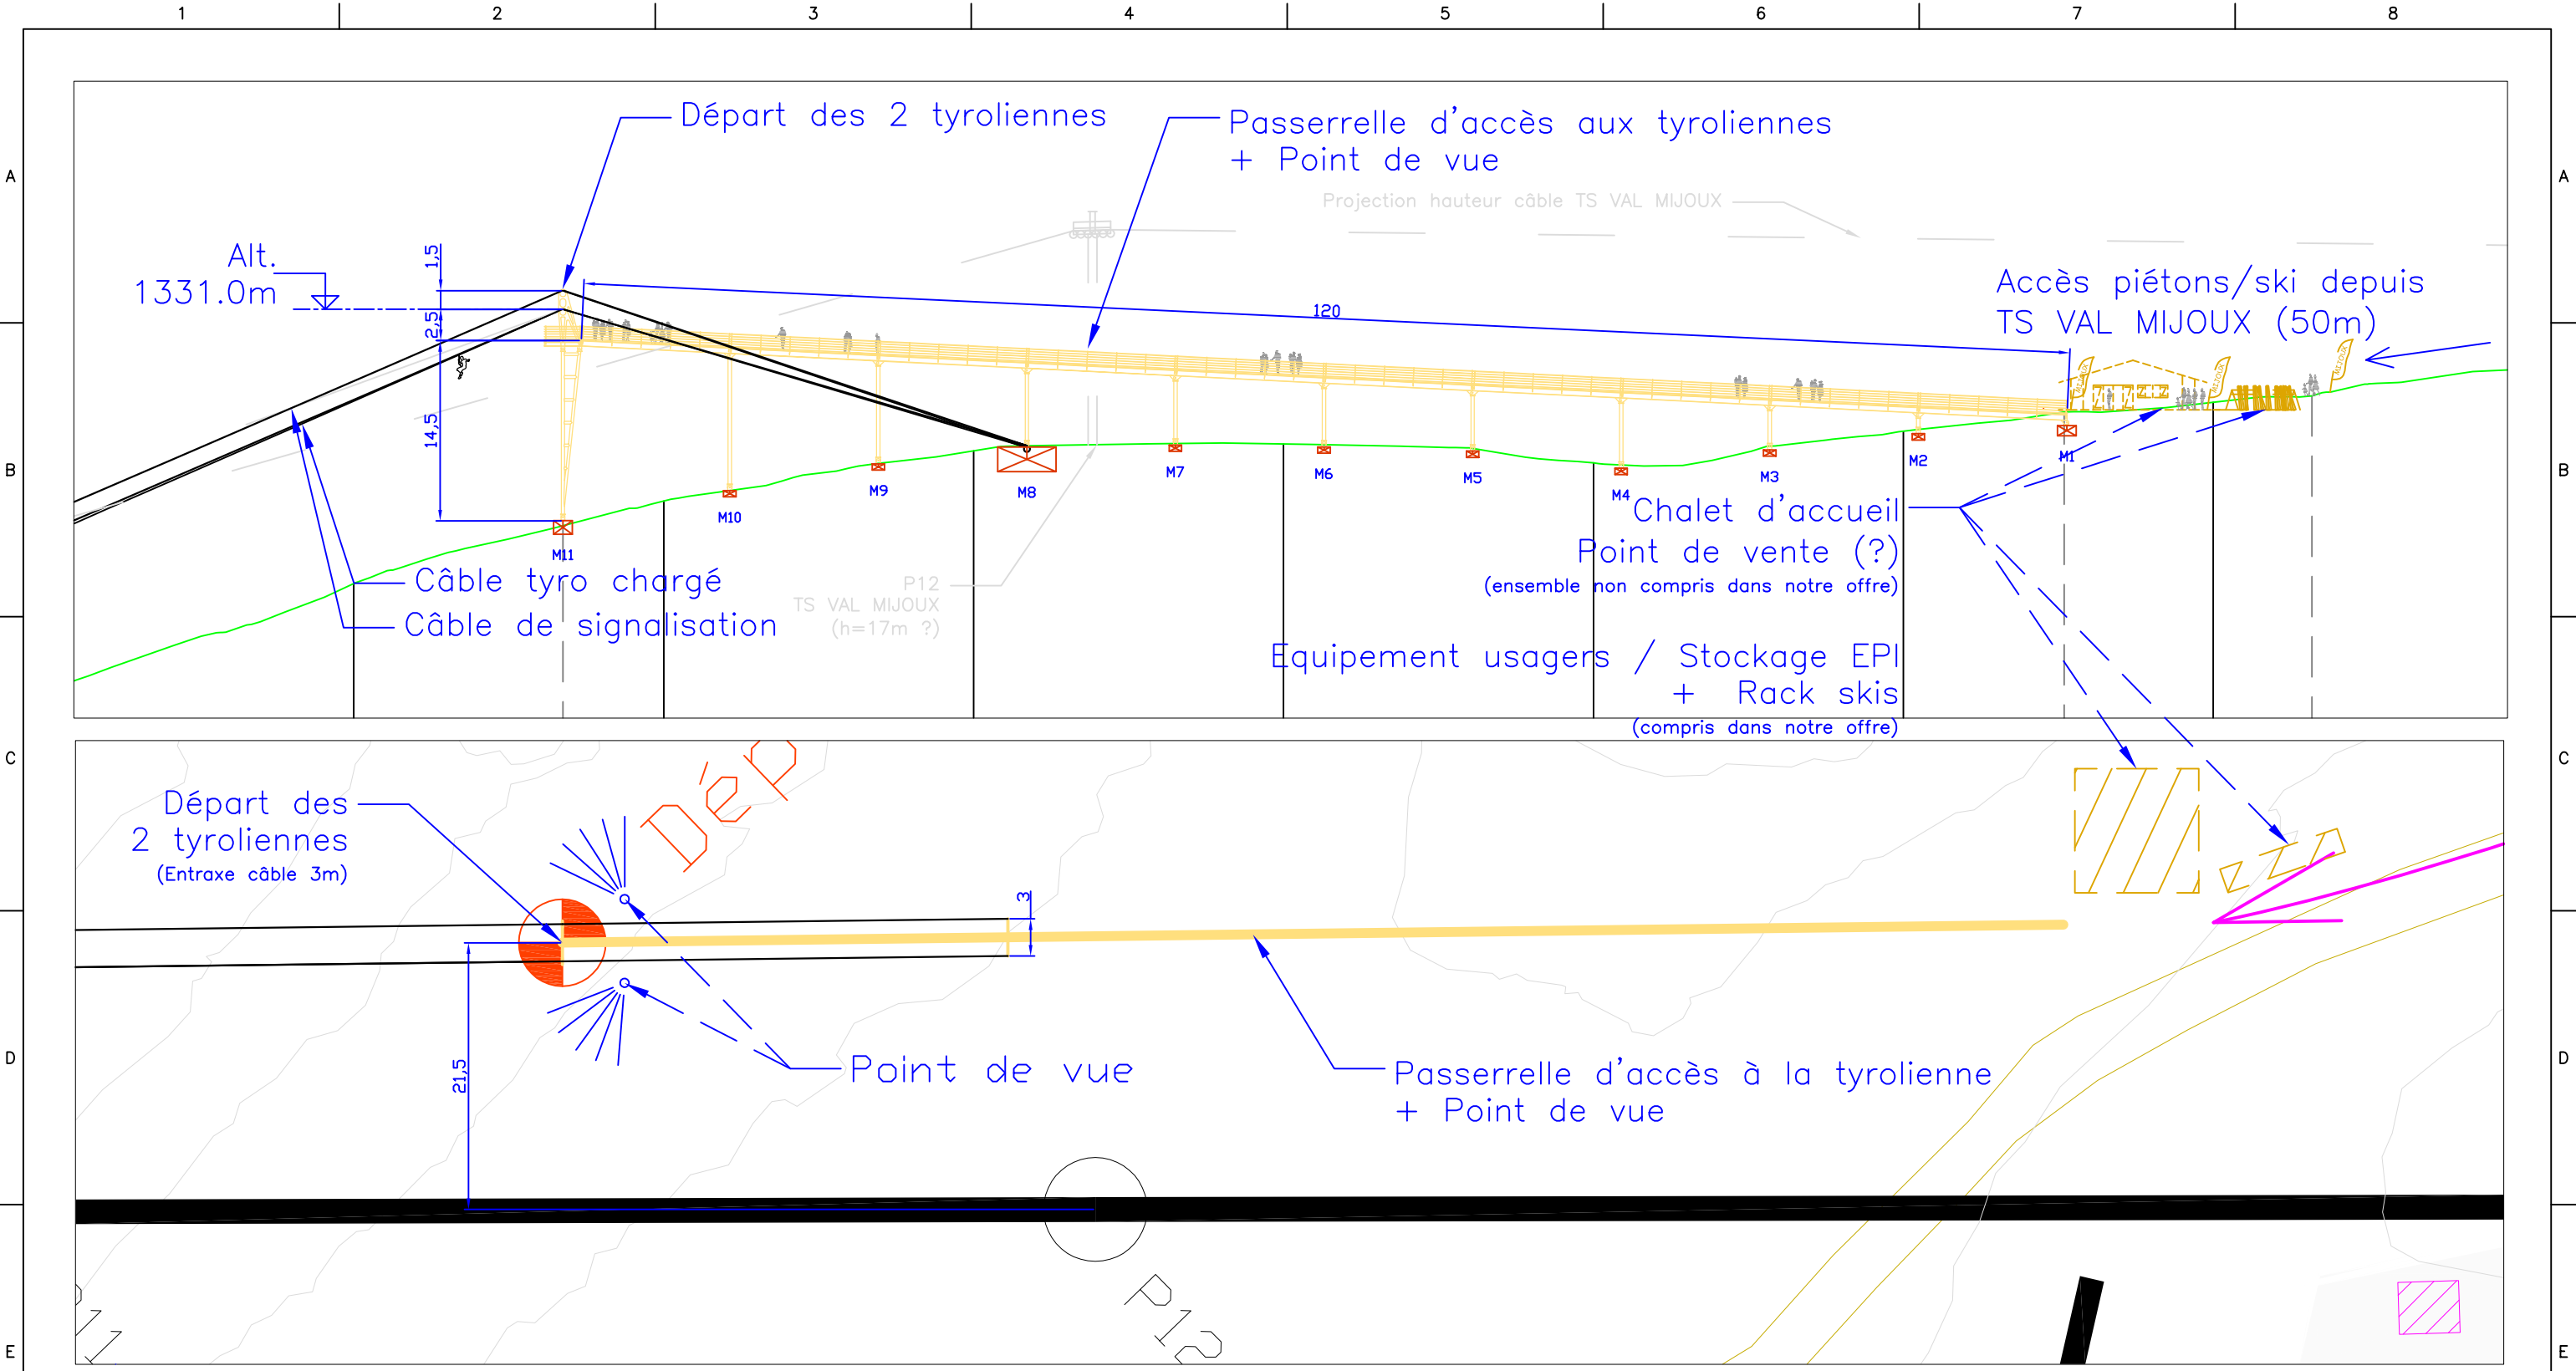 1 2 3 4 5 6 7 8
A
A
Départ des 2 tyroliennes
Passerrelle d'accès aux tyroliennes
+ Point de vue
Projection hauteur câble TS VAL MIJOUX
Alt.
1331.0m
1,5
2,5
14,5
120
Accès piétons/ski depuis
TS VAL MIJOUX (50m)
MIJOUX
MIJOUX
MIJOUX
B
B
M11
M10
M9
M8
M7
M6
M5
M4
M3
M2
M1
Câble tyro chargé
Câble de signalisation
P12
TS VAL MIJOUX
(h=17m ?)
Chalet d'accueil
Point de vente (?)
(ensemble non compris dans notre offre)
Equipement usagers / Stockage EPI
+ Rack skis
(compris dans notre offre)
C
C
Départ des
2 tyroliennes
(Entraxe câble 3m)
Dép
3
21,5
D
D
Point de vue
Passerrelle d'accès à la tyrolienne
+ Point de vue
P12
E
E